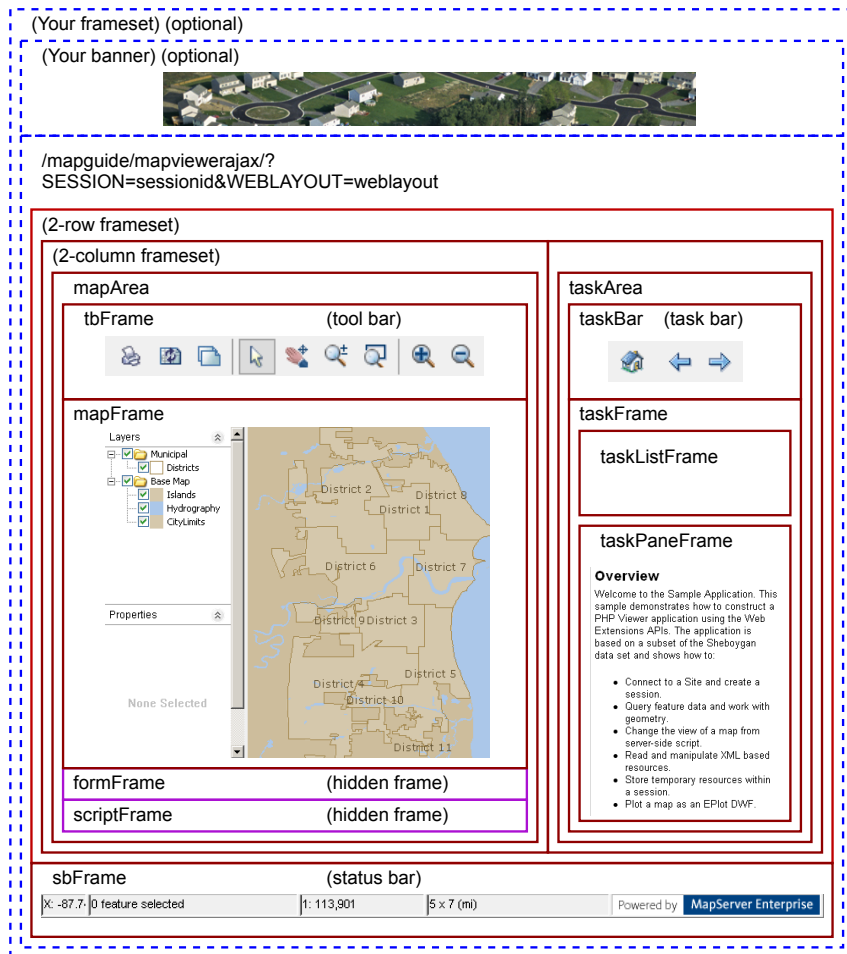 (Your frameset) (optional)
(Your banner) (optional)
/mapguide/mapviewerajax/?
SESSION=sessionid&WEBLAYOUT=weblayout
(2-row frameset)
(2-column frameset)
mapArea
tbFrame (tool bar)
mapFrame
Layers
Municipal
Districts
Base Map
Islands
Hydrography
CityLimits
Properties
None Selected
District 2
District 8
District 1
District 6
District 7
District 9
District 3
District 5
District 4
District 10
District 11
formFrame (hidden frame)
scriptFrame (hidden frame)
taskArea
taskBar (task bar)
taskFrame
taskListFrame
taskPaneFrame
Overview
Welcome to the Sample Application. This
sample demonstrates how to construct a
PHP Viewer application using the Web
Extensions APIs. The application is
based on a subset of the Sheboygan
data set and shows how to:
• Connect to a Site and create a
session.
• Query feature data and work with
geometry.
• Change the view of a map from
server-side script.
• Read and manipulate XML based
resources.
• Store temporary resources within
a session.
• Plot a map as an EPlot DWF.
sbFrame (status bar)
X: -87.7 0 feature selected 1: 113,901 5 x 7 (mi) Powered by MapServer Enterprise